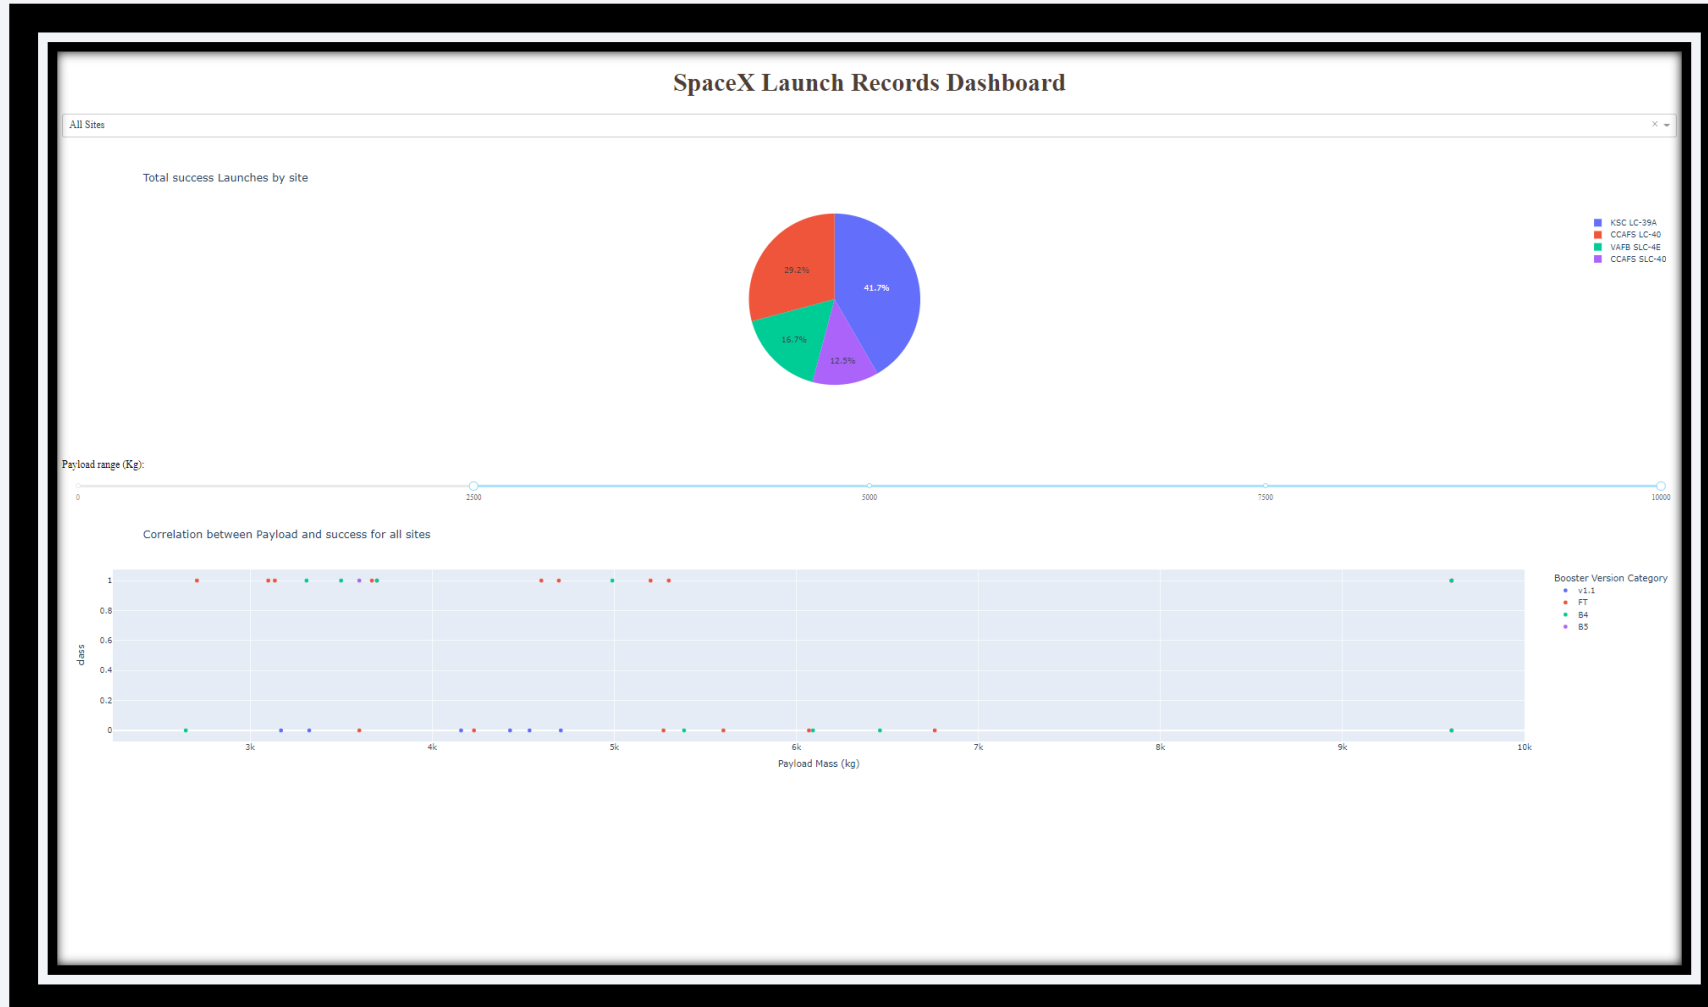 SpaceX Launch Records Dashboard
All Sites
Total success Launches by site
KSC LC-39A
CCAFS LC-40
VAFB SLC-4E
CCAFS SLC-40
29.2%
41.7%
16.7%
12.5%
Payload range (Kg):
0 2500 5000 7500 10000
Correlation between Payload and success for all sites
Booster Version Category
v1.1
FT
B4
B5
1
0.8
0.6
0.4
0.2
0
class
3k 4k 5k 6k 7k 8k 9k 10k
Payload Mass (kg)